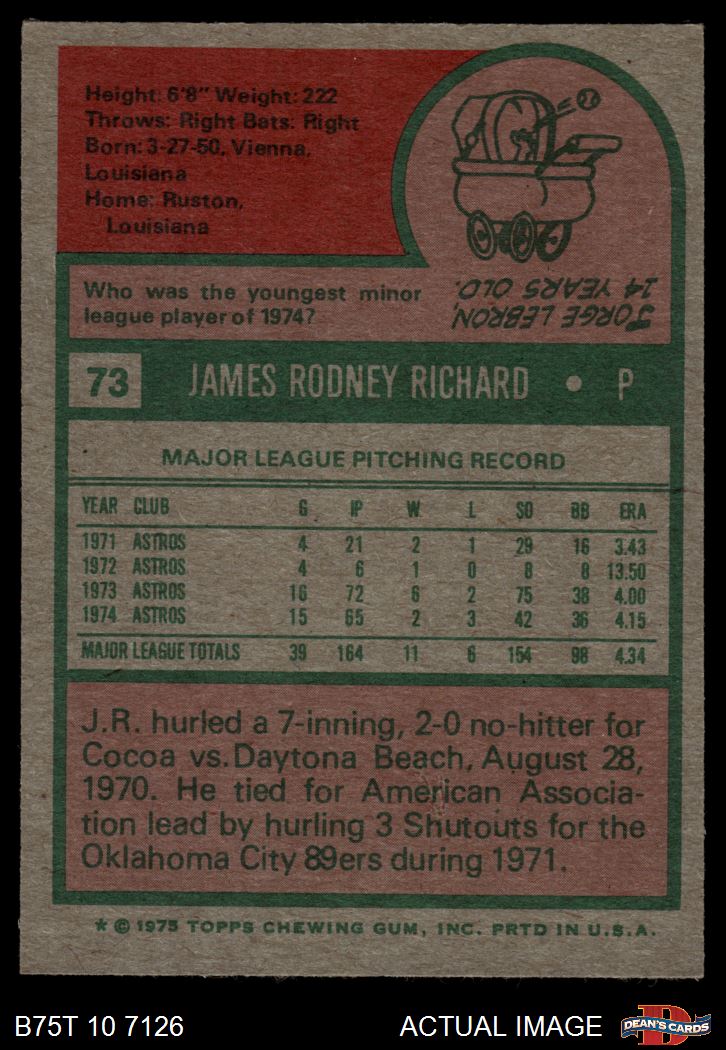 Height: 6'8" Weight: 222
Throws: Right Bats: Right
Born: 3-27-50, Vienna,
Louisiana
Home: Ruston,
Louisiana
Who was the youngest minor
league player of 1974?
JORGE LEBRON,
14 YEARS OLD.
73 JAMES RODNEY RICHARD • P
MAJOR LEAGUE PITCHING RECORD
YEAR CLUB G IP W L SO BB ERA
1971 ASTROS 4 21 2 1 29 16 3.43
1972 ASTROS 4 6 1 0 8 8 13.50
1973 ASTROS 16 72 6 2 75 38 4.00
1974 ASTROS 15 65 2 3 42 36 4.15
MAJOR LEAGUE TOTALS 39 164 11 6 154 98 4.34
J.R. hurled a 7-inning, 2-0 no-hitter for
Cocoa vs. Daytona Beach, August 28,
1970. He tied for American Associa-
tion lead by hurling 3 Shutouts for the
Oklahoma City 89ers during 1971.
* © 1975 TOPPS CHEWING GUM, INC. PRTD IN U.S.A.
B75T 10 7126
ACTUAL IMAGE
D
DEAN'S CARDS